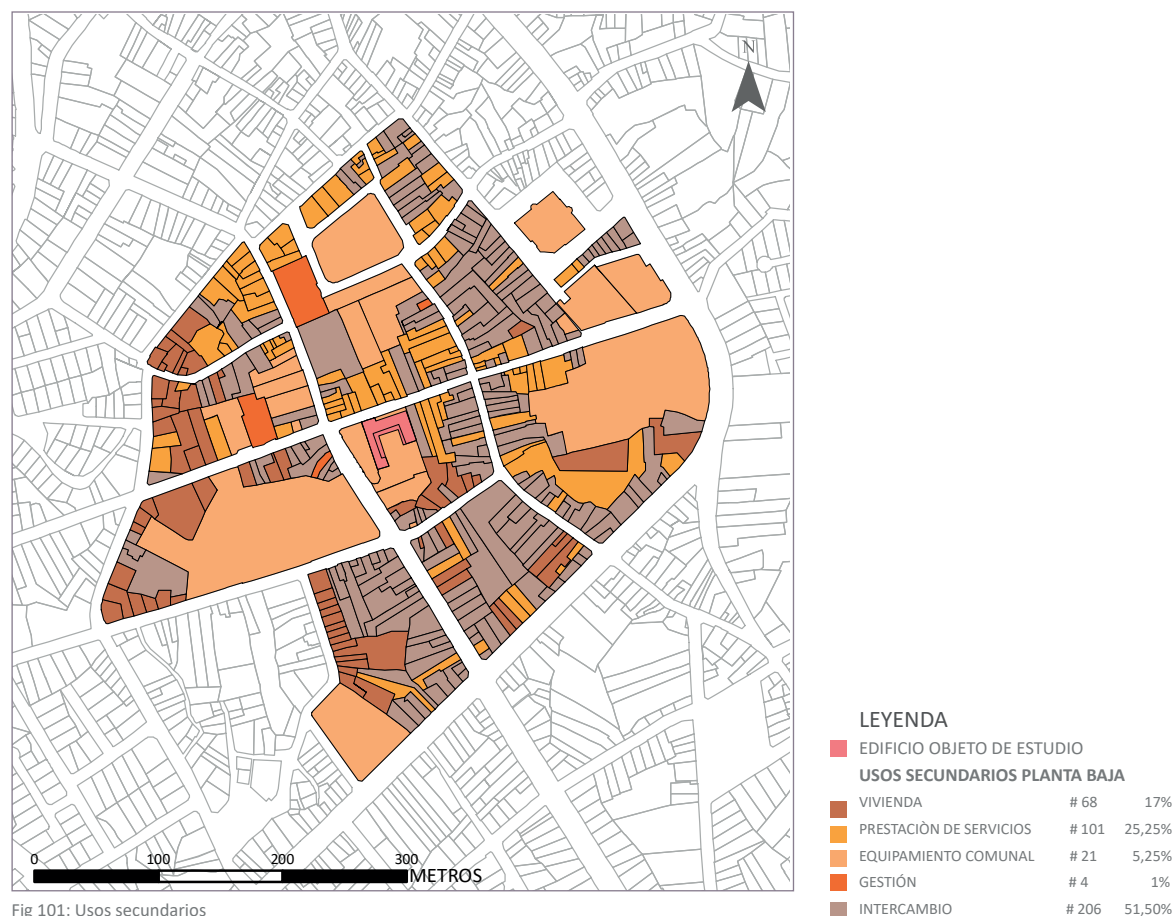 N
0 100 200 300
METROS
Fig 101: Usos secundarios
LEYENDA
EDIFICIO OBJETO DE ESTUDIO
USOS SECUNDARIOS PLANTA BAJA
VIVIENDA # 68 17%
PRESTACIÒN DE SERVICIOS # 101 25,25%
EQUIPAMIENTO COMUNAL # 21 5,25%
GESTIÓN # 4 1%
INTERCAMBIO # 206 51,50%